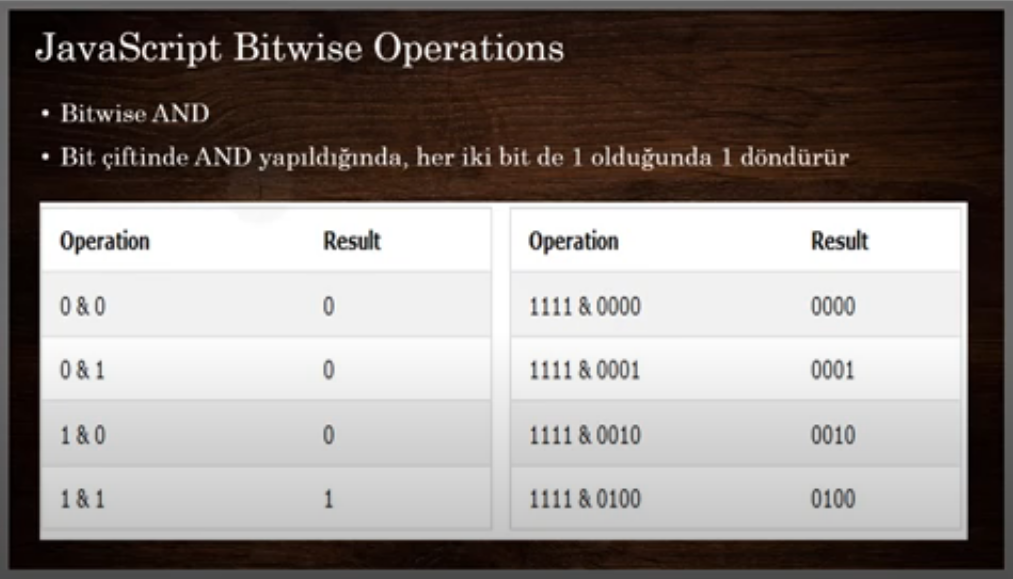 JavaScript Bitwise Operations
• Bitwise AND
• Bit çiftinde AND yapıldığında, her iki bit de 1 olduğunda 1 döndürür
Operation Result Operation Result
0 & 0 0 1111 & 0000 0000
0 & 1 0 1111 & 0001 0001
1 & 0 0 1111 & 0010 0010
1 & 1 1 1111 & 0100 0100